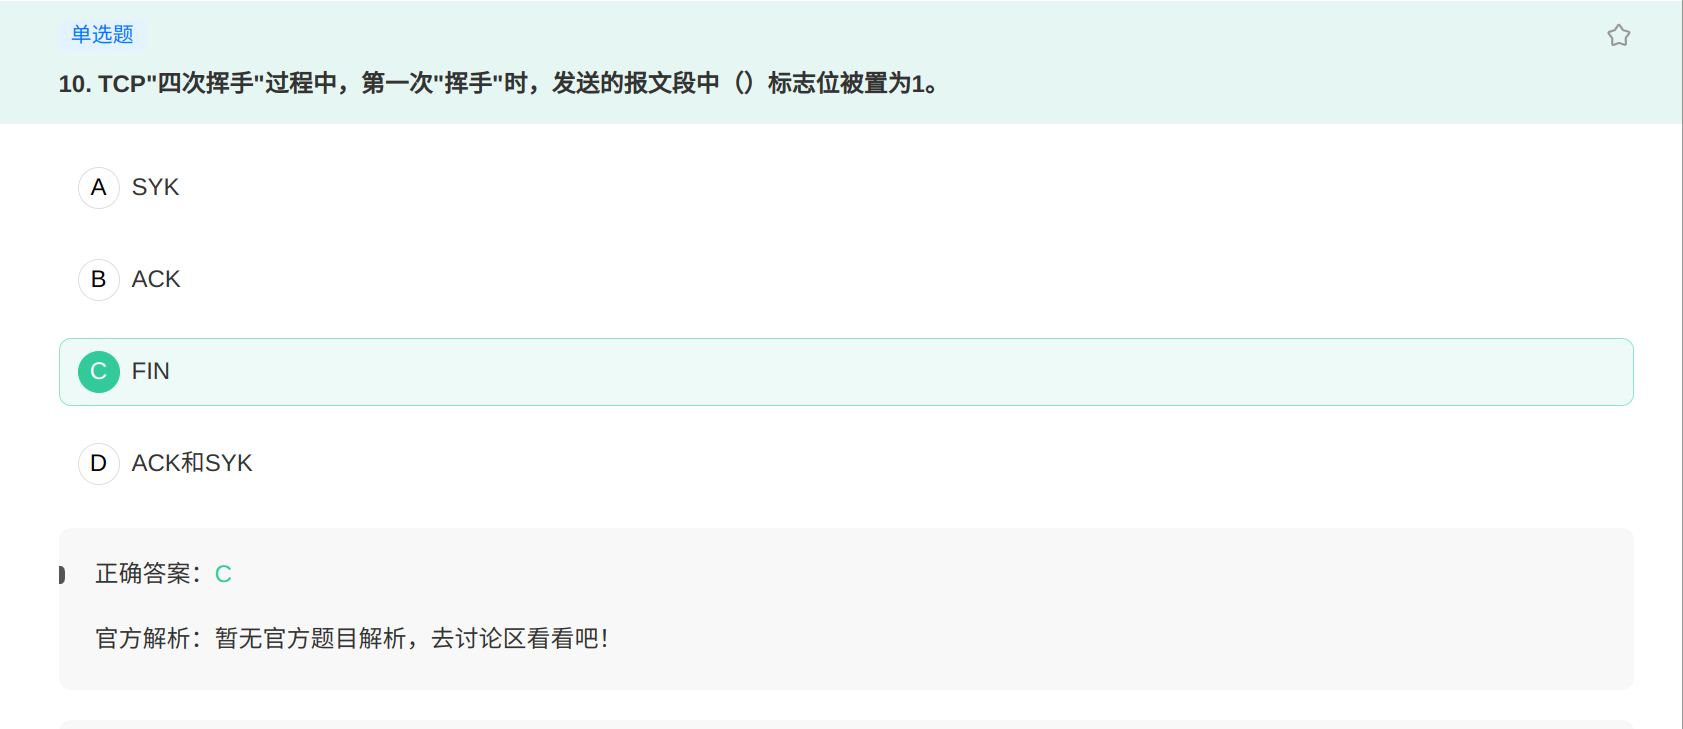 单选题
10. TCP"四次挥手"过程中，第一次"挥手"时，发送的报文段中（）标志位被置为1。
A SYK
B ACK
C FIN
D ACK和SYK
正确答案：C
官方解析：暂无官方题目解析，去讨论区看看吧！